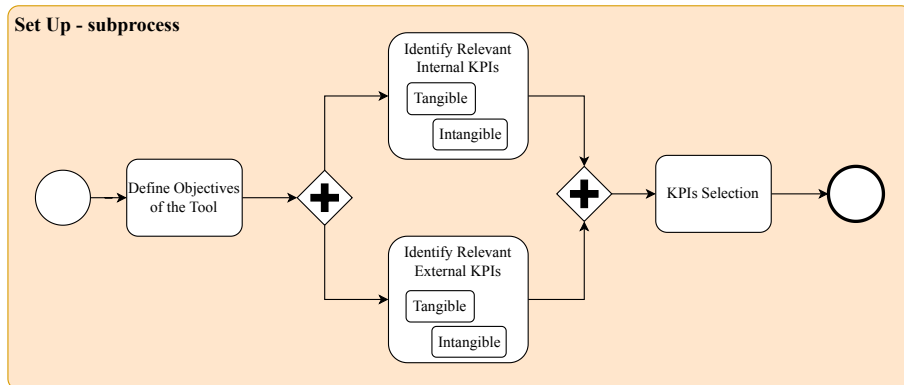 Set Up - subprocess
Define Objectives
of the Tool
Identify Relevant
Internal KPIs
Tangible
Intangible
Identify Relevant
External KPIs
Tangible
Intangible
KPIs Selection